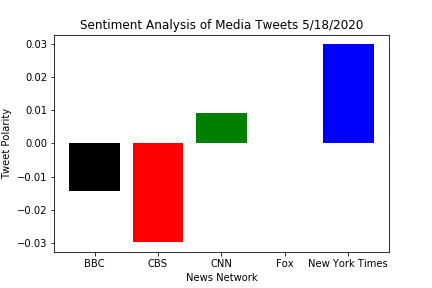 Sentiment Analysis of Media Tweets 5/18/2020
Tweet Polarity
0.03
0.02
0.01
0.00
−0.01
−0.02
−0.03
BBC CBS CNN Fox New York Times
News Network